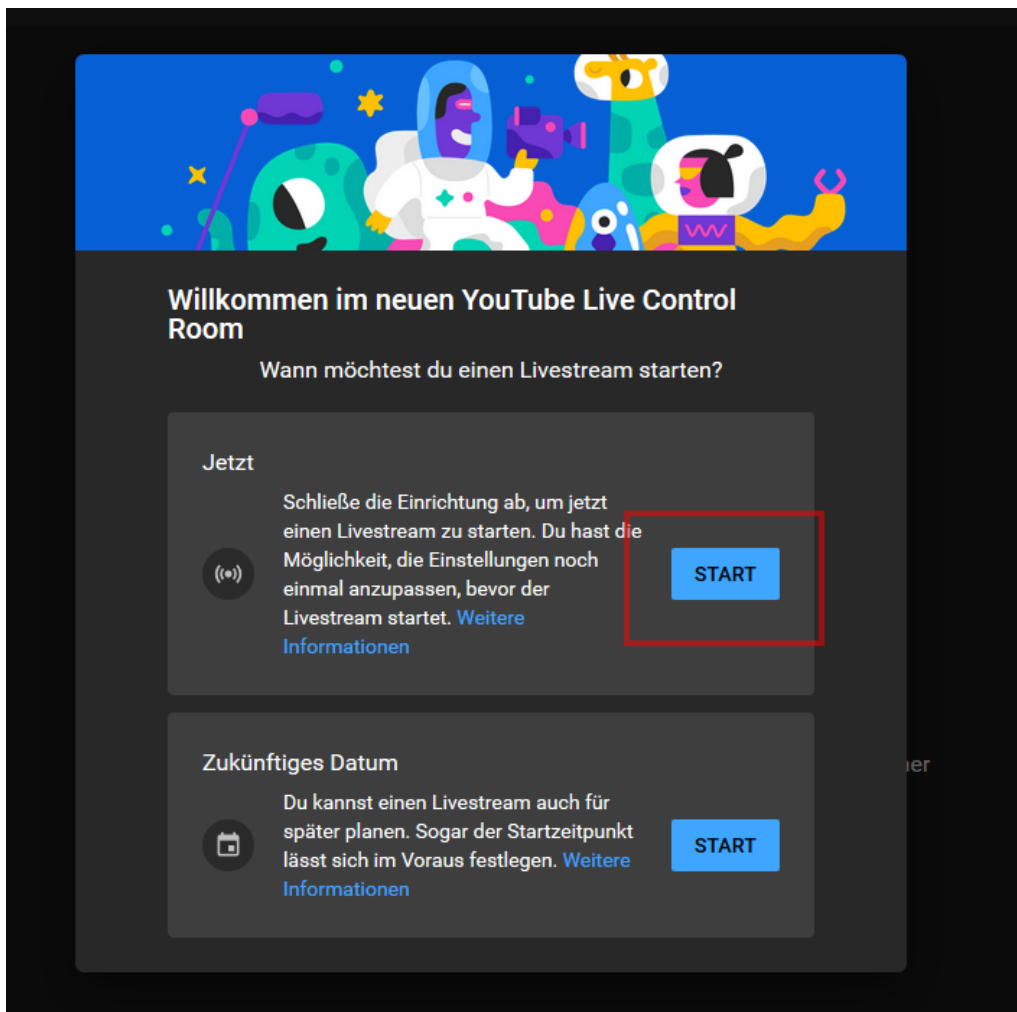 Willkommen im neuen YouTube Live Control
Room
Wann möchtest du einen Livestream starten?
Jetzt
Schließe die Einrichtung ab, um jetzt
einen Livestream zu starten. Du hast die
Möglichkeit, die Einstellungen noch
einmal anzupassen, bevor der
Livestream startet. Weitere
Informationen
START
Zukünftiges Datum
Du kannst einen Livestream auch für
später planen. Sogar der Startzeitpunkt
lässt sich im Voraus festlegen. Weitere
Informationen
START